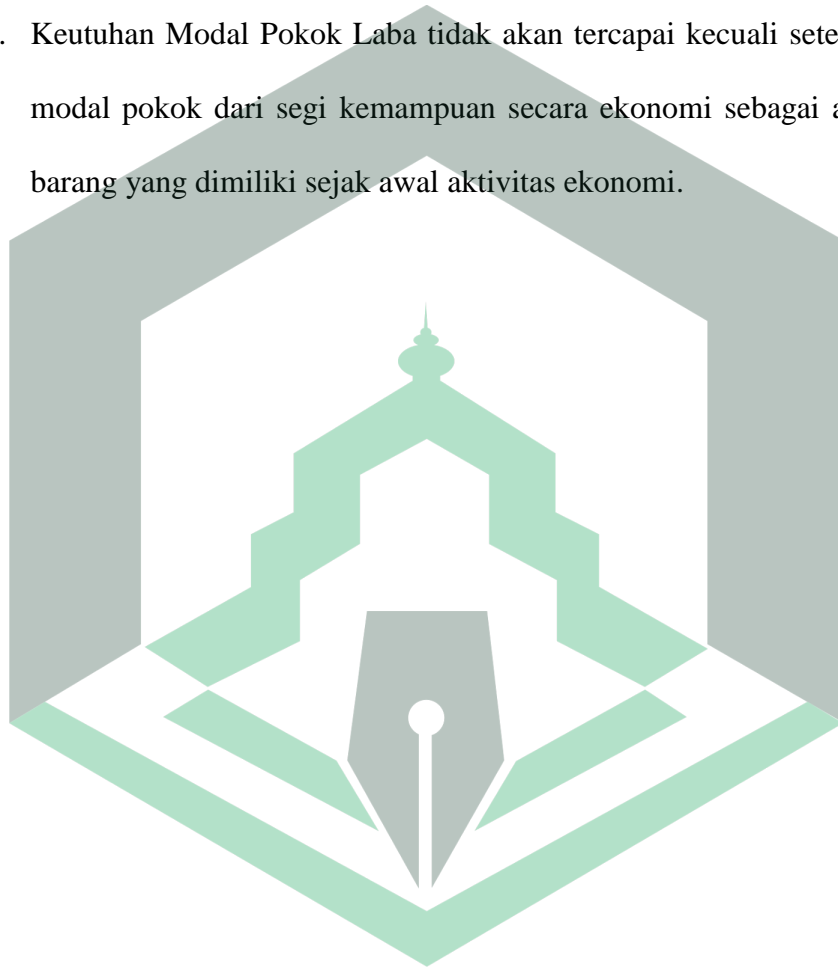 . Keutuhan Modal Pokok Laba tidak akan tercapai kecuali sete
modal pokok dari segi kemampuan secara ekonomi sebagai a
barang yang dimiliki sejak awal aktivitas ekonomi.